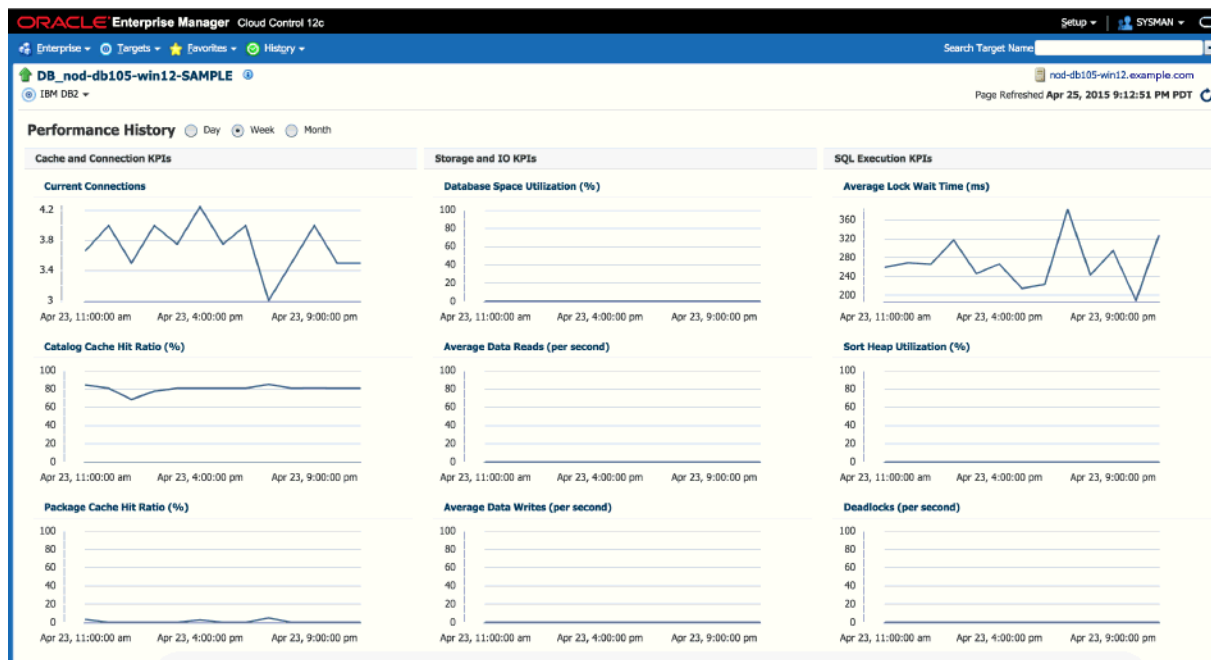 ORACLE Enterprise Manager Cloud Control 12c
Setup SYSMAN
Enterprise Targets Favorites History
Search Target Name
DB_nod-db105-win12-SAMPLE
nod-db105-win12.example.com
IBM DB2
Page Refreshed Apr 25, 2015 9:12:51 PM PDT
Performance History Day Week Month
Cache and Connection KPIs
Current Connections
4.2
3.8
3.4
3
Apr 23, 11:00:00 am Apr 23, 4:00:00 pm Apr 23, 9:00:00 pm
Catalog Cache Hit Ratio (%)
100
80
60
40
20
0
Apr 23, 11:00:00 am Apr 23, 4:00:00 pm Apr 23, 9:00:00 pm
Package Cache Hit Ratio (%)
100
80
60
40
20
0
Apr 23, 11:00:00 am Apr 23, 4:00:00 pm Apr 23, 9:00:00 pm
Storage and IO KPIs
Database Space Utilization (%)
100
80
60
40
20
0
Apr 23, 11:00:00 am Apr 23, 4:00:00 pm Apr 23, 9:00:00 pm
Average Data Reads (per second)
100
80
60
40
20
0
Apr 23, 11:00:00 am Apr 23, 4:00:00 pm Apr 23, 9:00:00 pm
Average Data Writes (per second)
100
80
60
40
20
0
Apr 23, 11:00:00 am Apr 23, 4:00:00 pm Apr 23, 9:00:00 pm
SQL Execution KPIs
Average Lock Wait Time (ms)
360
320
280
240
200
Apr 23, 11:00:00 am Apr 23, 4:00:00 pm Apr 23, 9:00:00 pm
Sort Heap Utilization (%)
100
80
60
40
20
0
Apr 23, 11:00:00 am Apr 23, 4:00:00 pm Apr 23, 9:00:00 pm
Deadlocks (per second)
100
80
60
40
20
0
Apr 23, 11:00:00 am Apr 23, 4:00:00 pm Apr 23, 9:00:00 pm